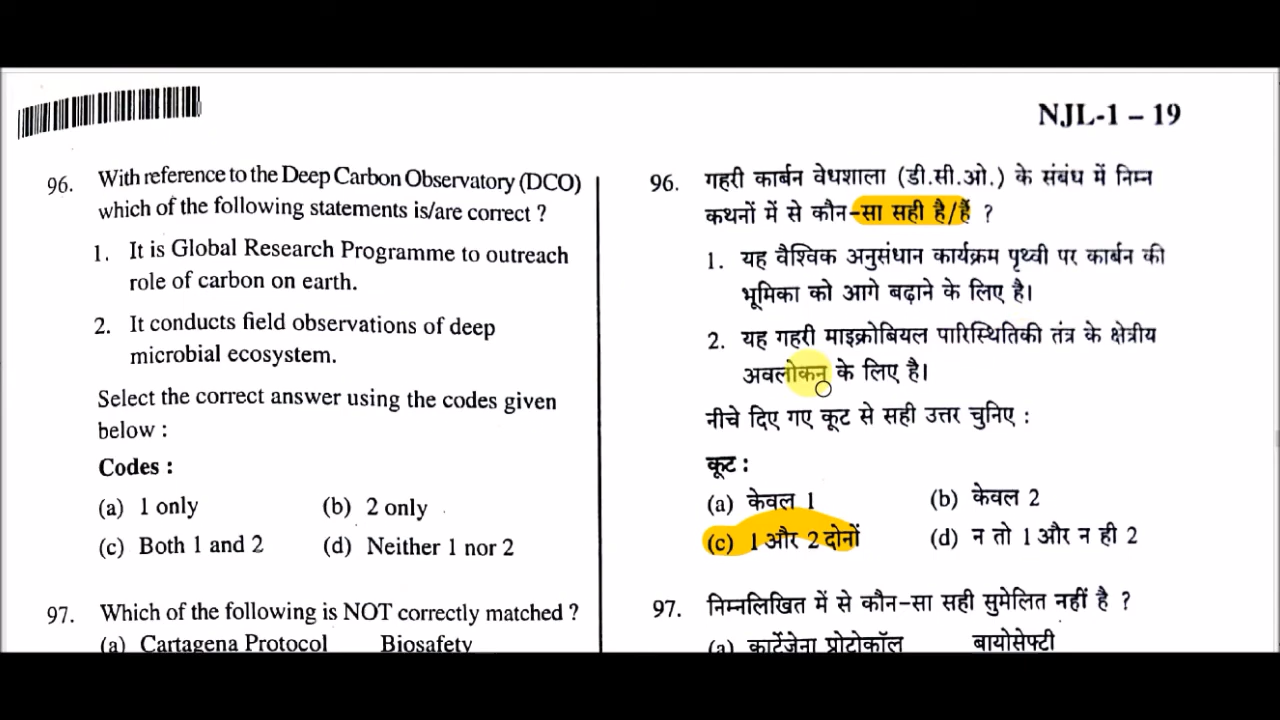 NJL-1 – 19
96. With reference to the Deep Carbon Observatory (DCO)
which of the following statements is/are correct ?
1. It is Global Research Programme to outreach
role of carbon on earth.
2. It conducts field observations of deep
microbial ecosystem.
Select the correct answer using the codes given
below :
Codes :
(a) 1 only (b) 2 only
(c) Both 1 and 2 (d) Neither 1 nor 2
97. Which of the following is NOT correctly matched ?
(a) Cartagena Protocol Biosafety
96. गहरी कार्बन वेधशाला (डी.सी.ओ.) के संबंध में निम्न
कथनों में से कौन-सा सही है/हैं ?
1. यह वैश्विक अनुसंधान कार्यक्रम पृथ्वी पर कार्बन की
भूमिका को आगे बढ़ाने के लिए है।
2. यह गहरी माइक्रोबियल पारिस्थितिकी तंत्र के क्षेत्रीय
अवलोकन के लिए है।
नीचे दिए गए कूट से सही उत्तर चुनिए :
कूट :
(a) केवल 1 (b) केवल 2
(c) 1 और 2 दोनों (d) न तो 1 और न ही 2
97. निम्नलिखित में से कौन-सा सही सुमेलित नहीं है ?
(a) कार्टेजेना प्रोटोकॉल बायोसेफ्टी